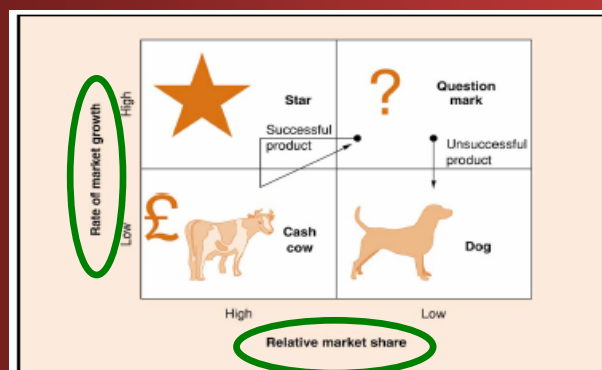 Rate of market growth
High
Low
Star
?
Question
mark
Successful
product
Unsuccessful
product
£
Cash
cow
Dog
High
Low
Relative market share